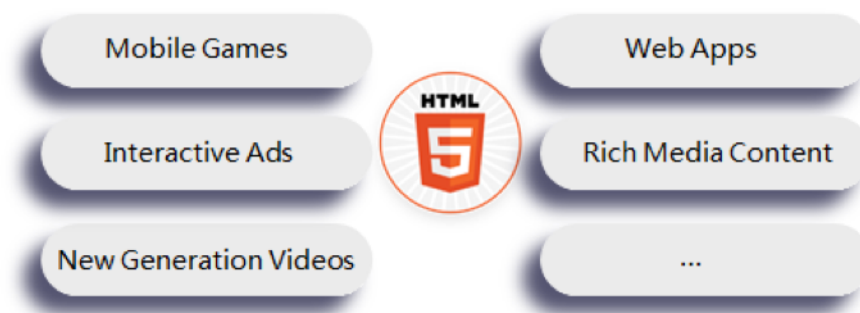 Mobile Games
Web Apps
HTML
5
Interactive Ads
Rich Media Content
New Generation Videos
...